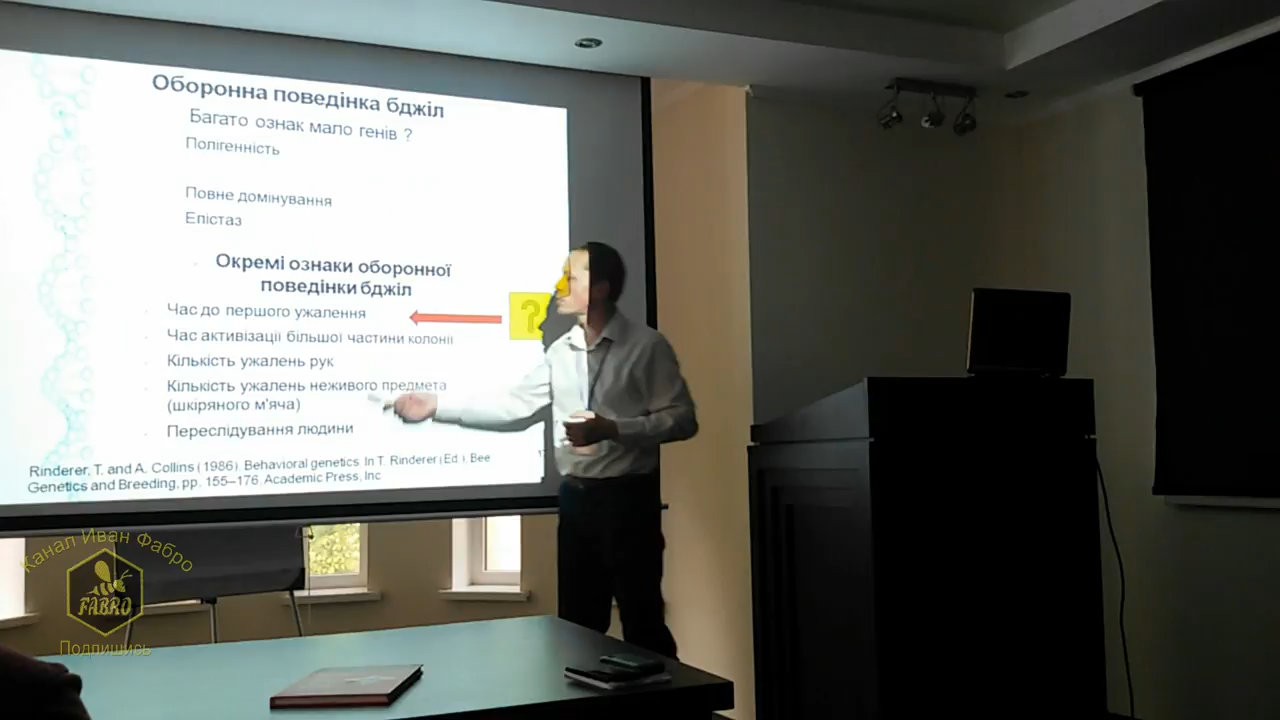 Оборонна поведінка бджіл
Багато ознак мало генів ?
Полігенність
Повне домінування
Епістаз
Окремі ознаки оборонної
поведінки бджіл
?
Час до першого ужалення
Час активізації більшої частини колонії
Кількість ужалень рук
Кількість ужалень неживого предмета
(шкіряного м'яча)
Переслідування людини
Rinderer, T. and A. Collins (1986). Behavioral genetics. In T. Rinderer (Ed.), Bee
Genetics and Breeding, pp. 155–176. Academic Press, Inc
Канал Иван Фабро
FABRO
Подпишись